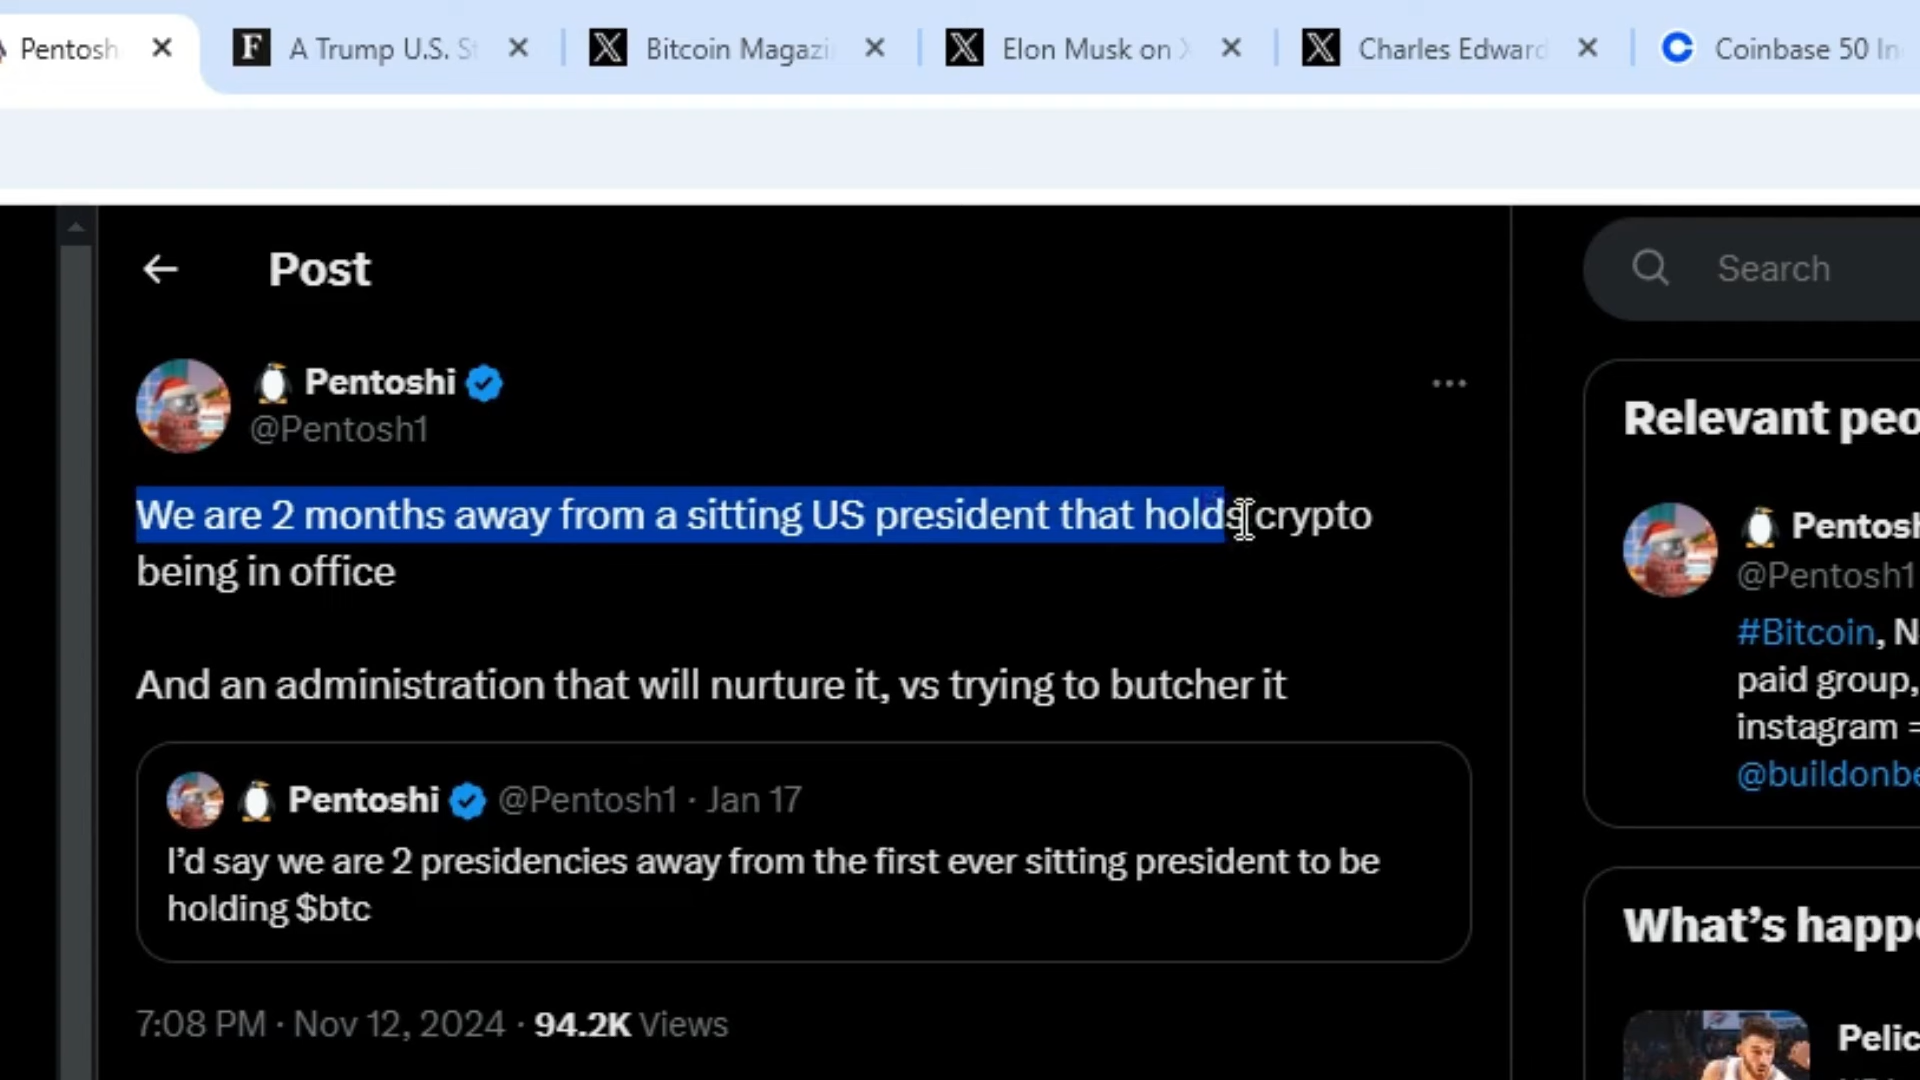 Pentosh
A Trump U.S. St
Bitcoin Magazi
Elon Musk on X
Charles Edward
Coinbase 50 In
Post
Search
Pentoshi
@Pentosh1
We are 2 months away from a sitting US president that holds crypto
being in office
And an administration that will nurture it, vs trying to butcher it
Pentoshi @Pentosh1 · Jan 17
I'd say we are 2 presidencies away from the first ever sitting president to be
holding $btc
7:08 PM · Nov 12, 2024 · 94.2K Views
Relevant peo
Pentosh
@Pentosh1
#Bitcoin, N
paid group,
instagram =
@buildonbe
What's happe
Pelic